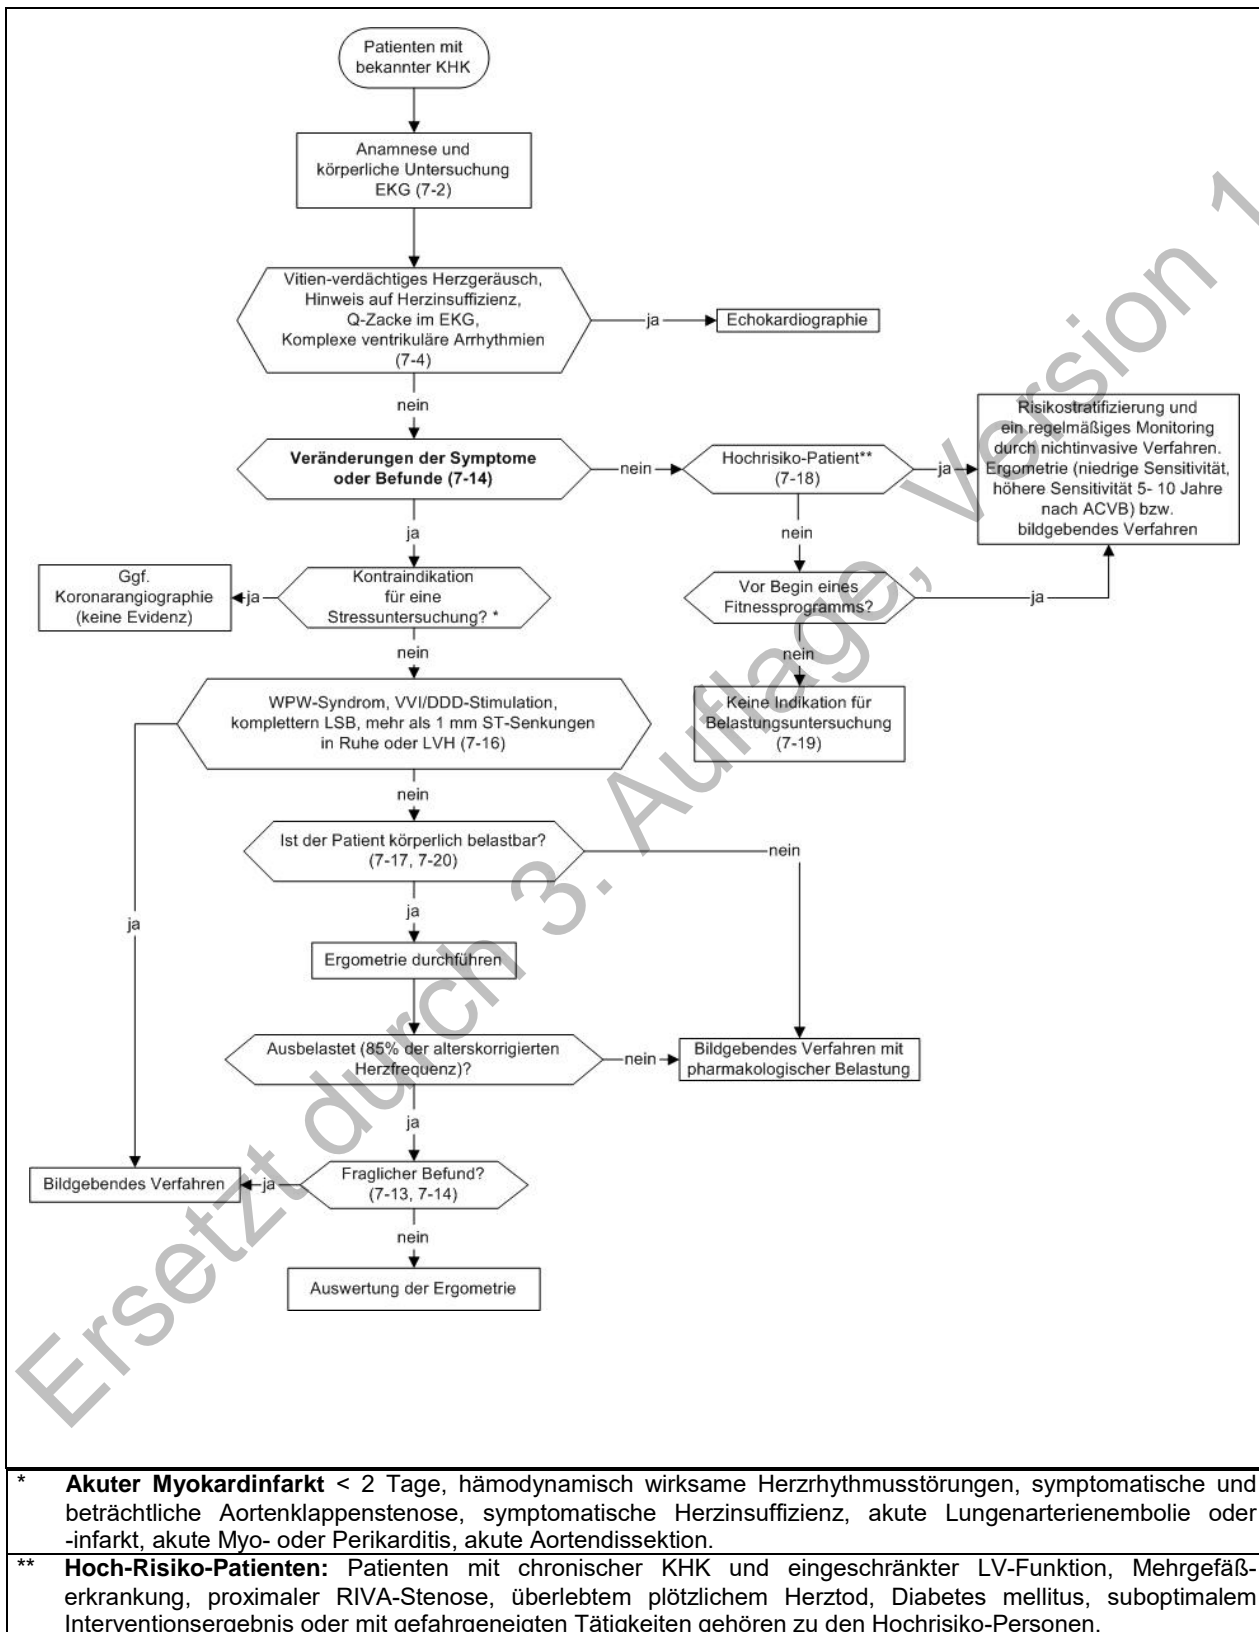 Patienten mit
bekannter KHK
Anamnese und
körperliche Untersuchung
EKG (7-2)
Vitien-verdächtiges Herzgeräusch,
Hinweis auf Herzinsuffizienz,
Q-Zacke im EKG,
Komplexe ventrikuläre Arrhythmien
(7-4)
ja
Echokardiographie
nein
Veränderungen der Symptome
oder Befunde (7-14)
nein
Hochrisiko-Patient**
(7-18)
ja
Risikostratifizierung und
ein regelmäßiges Monitoring
durch nichtinvasive Verfahren.
Ergometrie (niedrige Sensitivität,
höhere Sensitivität 5- 10 Jahre
nach ACVB) bzw.
bildgebendes Verfahren
ja
nein
Ggf.
Koronarangiographie
(keine Evidenz)
ja
Kontraindikation
für eine
Stressuntersuchung? *
Vor Begin eines
Fitnessprogramms?
ja
nein
nein
WPW-Syndrom, VVI/DDD-Stimulation,
komplettern LSB, mehr als 1 mm ST-Senkungen
in Ruhe oder LVH (7-16)
Keine Indikation für
Belastungsuntersuchung
(7-19)
nein
Ist der Patient körperlich belastbar?
(7-17, 7-20)
nein
ja
ja
Ergometrie durchführen
Ausbelastet (85% der alterskorrigierten
Herzfrequenz)?
nein
Bildgebendes Verfahren mit
pharmakologischer Belastung
ja
Bildgebendes Verfahren
ja
Fraglicher Befund?
(7-13, 7-14)
nein
Auswertung der Ergometrie
Ersetzt durch 3. Auflage, Version 1
* Akuter Myokardinfarkt < 2 Tage, hämodynamisch wirksame Herzrhythmusstörungen, symptomatische und
beträchtliche Aortenklappenstenose, symptomatische Herzinsuffizienz, akute Lungenarterienembolie oder
-infarkt, akute Myo- oder Perikarditis, akute Aortendissektion.
** Hoch-Risiko-Patienten: Patienten mit chronischer KHK und eingeschränkter LV-Funktion, Mehrgefäß-
erkrankung, proximaler RIVA-Stenose, überlebtem plötzlichem Herztod, Diabetes mellitus, suboptimalem
Interventionsergebnis oder mit gefahrgeneigten Tätigkeiten gehören zu den Hochrisiko-Personen.